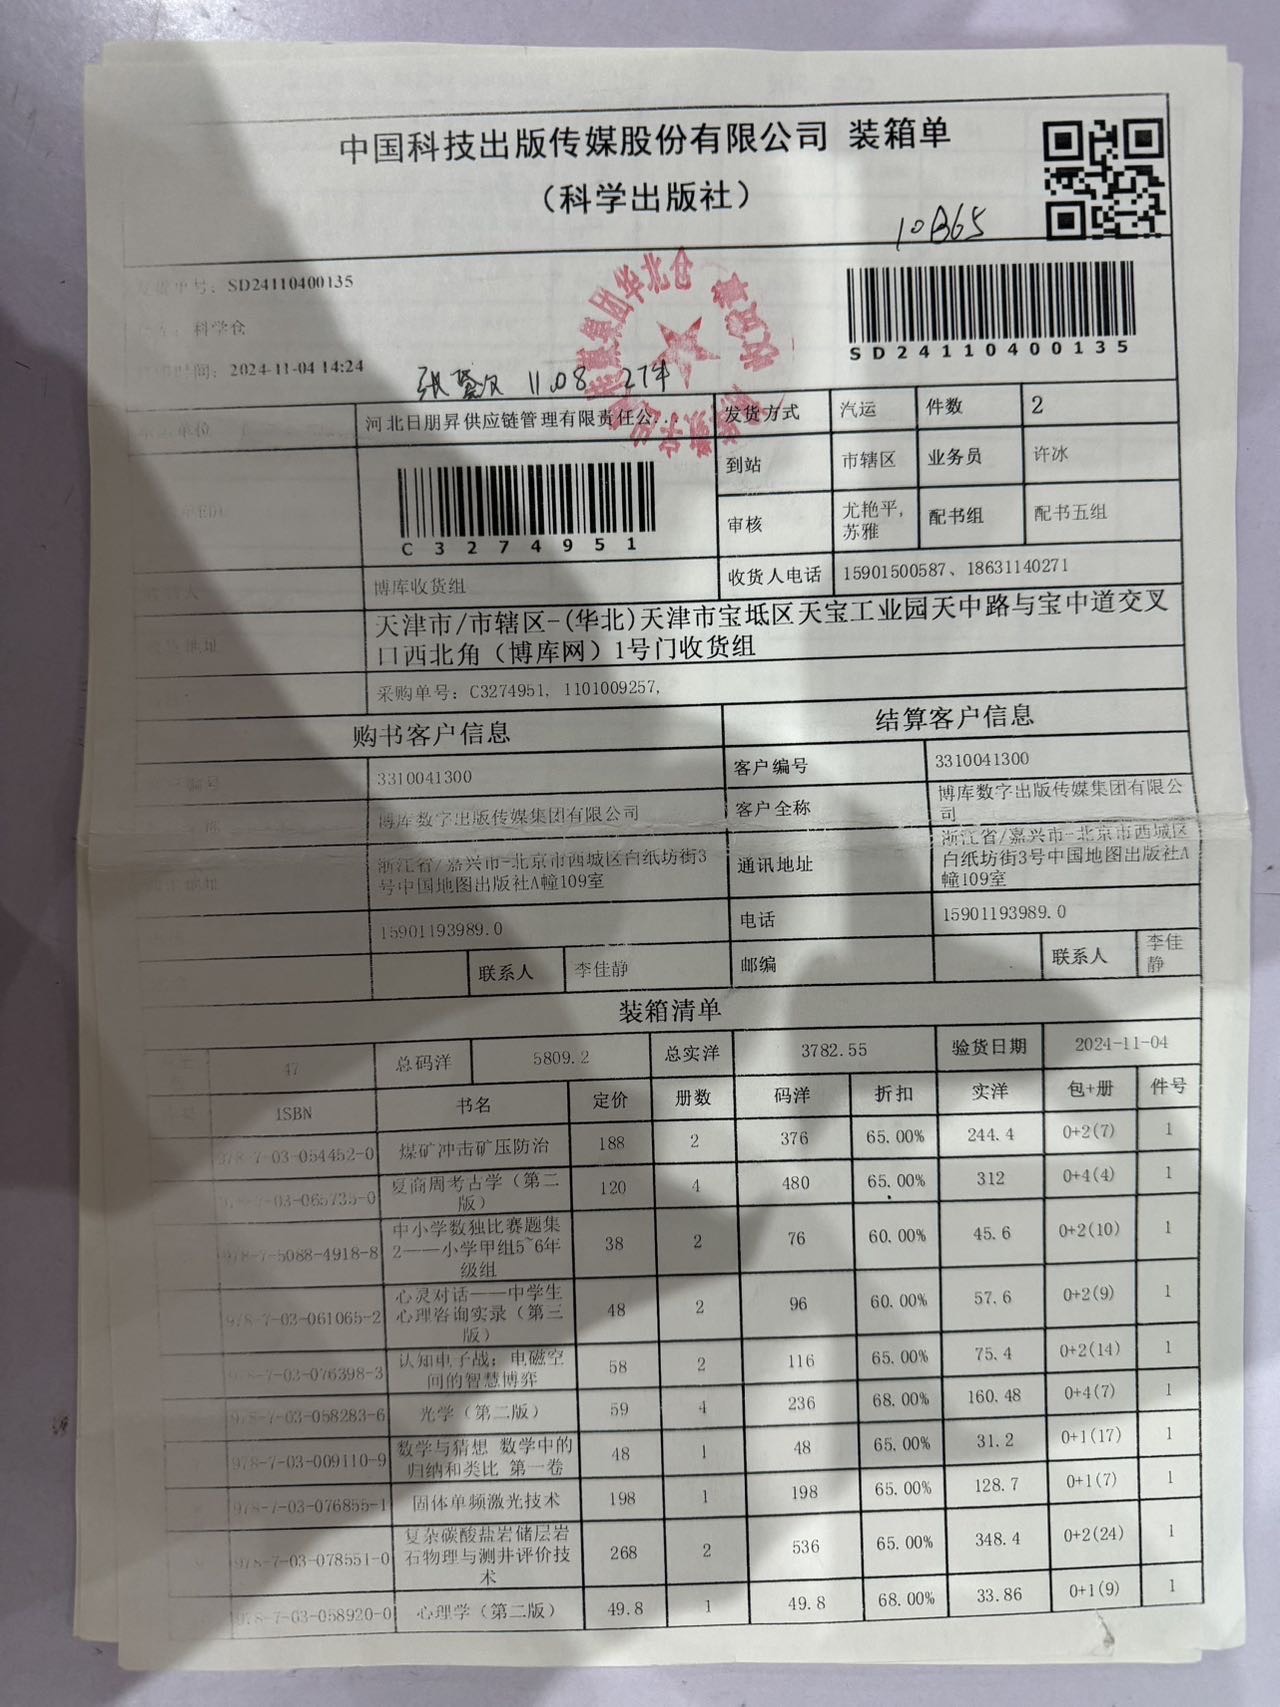 中国科技出版传媒股份有限公司 装箱单
（科学出版社）
10B65
单号：SD24110400135
科学仓
SD24110400135
时间：2024-11-04 14:24
11.08 27件
单位 河北日朋昇供应链管理有限责任公... 发货方式 汽运 件数 2
到站 市辖区 业务员 许冰
C3274951
审核 尤艳平，苏雅 配书组 配书五组
博库收货组 收货人电话 15901500587、18631140271
地址 天津市/市辖区-(华北)天津市宝坻区天宝工业园天中路与宝中道交叉
口西北角（博库网）1号门收货组
采购单号：C3274951, 1101009257,
购书客户信息 结算客户信息
编号 3310041300 客户编号 3310041300
博库数字出版传媒集团有限公司 客户全称 博库数字出版传媒集团有限公司
地址 浙江省/嘉兴市-北京市西城区白纸坊街3号中国地图出版社A幢109室 通讯地址 浙江省/嘉兴市-北京市西城区白纸坊街3号中国地图出版社A幢109室
15901193989.0 电话 15901193989.0
联系人 李佳静 邮编 联系人 李佳静
装箱清单
47 总码洋 5809.2 总实洋 3782.55 验货日期 2024-11-04
ISBN 书名 定价 册数 码洋 折扣 实洋 包+册 件号
978-7-03-054452-0 煤矿冲击矿压防治 188 2 376 65.00% 244.4 0+2(7) 1
7-03-065735-0 夏商周考古学（第二版） 120 4 480 65.00% 312 0+4(4) 1
978-7-5088-4918-8 中小学数独比赛题集2——小学甲组5~6年级组 38 2 76 60.00% 45.6 0+2(10) 1
978-7-03-061065-2 心灵对话——中学生心理咨询实录（第三版） 48 2 96 60.00% 57.6 0+2(9) 1
978-7-03-076398-3 认知电子战：电磁空间的智慧博弈 58 2 116 65.00% 75.4 0+2(14) 1
978-7-03-058283-6 光学（第二版） 59 4 236 68.00% 160.48 0+4(7) 1
978-7-03-009110-9 数学与猜想 数学中的归纳和类比 第一卷 48 1 48 65.00% 31.2 0+1(17) 1
978-7-03-076855-1 固体单频激光技术 198 1 198 65.00% 128.7 0+1(7) 1
978-7-03-078551-0 复杂碳酸盐岩储层岩石物理与测井评价技术 268 2 536 65.00% 348.4 0+2(24) 1
978-7-03-058920-0 心理学（第二版） 49.8 1 49.8 68.00% 33.86 0+1(9) 1